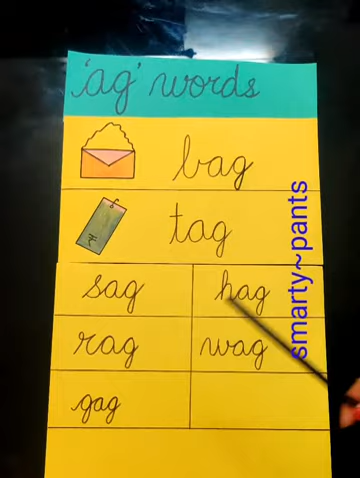 'ag' words
bag
tag
₹
sag hag
rag wag
gag
smarty~pants